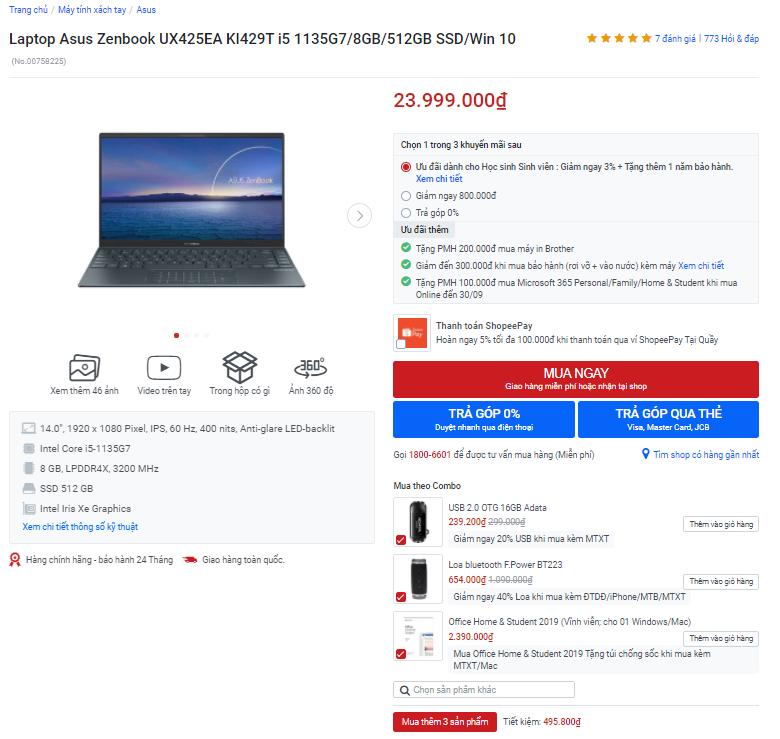 Trang chủ / Máy tính xách tay / Asus
Laptop Asus Zenbook UX425EA KI429T i5 1135G7/8GB/512GB SSD/Win 10
(No.00758225)
7 đánh giá | 773 Hỏi & đáp
ASUS ZenBook
Xem thêm 46 ảnh
Video trên tay
Trong hộp có gì
360°
Ảnh 360 độ
14.0", 1920 x 1080 Pixel, IPS, 60 Hz, 400 nits, Anti-glare LED-backlit
Intel Core i5-1135G7
8 GB, LPDDR4X, 3200 MHz
SSD 512 GB
Intel Iris Xe Graphics
Xem chi tiết thông số kỹ thuật
Hàng chính hãng - bảo hành 24 Tháng
Giao hàng toàn quốc.
23.999.000₫
Chọn 1 trong 3 khuyến mãi sau
Ưu đãi dành cho Học sinh Sinh viên : Giảm ngay 3% + Tặng thêm 1 năm bảo hành.
Xem chi tiết
Giảm ngay 800.000đ
Trả góp 0%
Ưu đãi thêm
Tặng PMH 200.000đ mua máy in Brother
Giảm đến 300.000đ khi mua bảo hành (rơi vỡ + vào nước) kèm máy Xem chi tiết
Tặng PMH 100.000đ mua Microsoft 365 Personal/Family/Home & Student khi mua
Online đến 30/09
Thanh toán ShopeePay
Hoàn ngay 5% tối đa 100.000đ khi thanh toán qua ví ShopeePay Tại Quầy
MUA NGAY
Giao hàng miễn phí hoặc nhận tại shop
TRẢ GÓP 0%
Duyệt nhanh qua điện thoại
TRẢ GÓP QUA THẺ
Visa, Master Card, JCB
Gọi 1800-6601 để được tư vấn mua hàng (Miễn phí)
Tìm shop có hàng gần nhất
Mua theo Combo
USB 2.0 OTG 16GB Adata
239.200₫ 299.000₫
Thêm vào giỏ hàng
Giảm ngay 20% USB khi mua kèm MTXT
Loa bluetooth F.Power BT223
654.000₫ 1.090.000₫
Thêm vào giỏ hàng
Giảm ngay 40% Loa khi mua kèm ĐTDĐ/iPhone/MTB/MTXT
Office Home & Student 2019 (Vĩnh viễn; cho 01 Windows/Mac)
2.390.000₫
Thêm vào giỏ hàng
Mua Office Home & Student 2019 Tặng túi chống sốc khi mua kèm
MTXT/Mac
Chọn sản phẩm khác
Mua thêm 3 sản phẩm
Tiết kiệm: 495.800₫